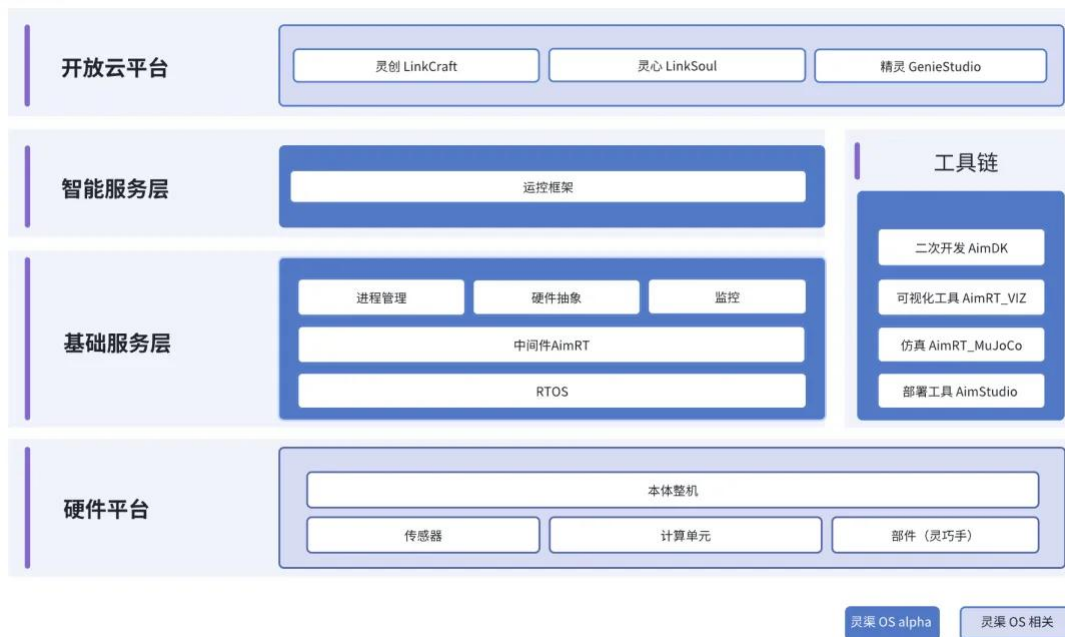 开放云平台
灵创 LinkCraft
灵心 LinkSoul
精灵 GenieStudio
智能服务层
运控框架
工具链
二次开发 AimDK
可视化工具 AimRT_VIZ
仿真 AimRT_MuJoCo
部署工具 AimStudio
基础服务层
进程管理
硬件抽象
监控
中间件AimRT
RTOS
硬件平台
本体整机
传感器
计算单元
部件（灵巧手）
灵渠 OS alpha
灵渠 OS 相关